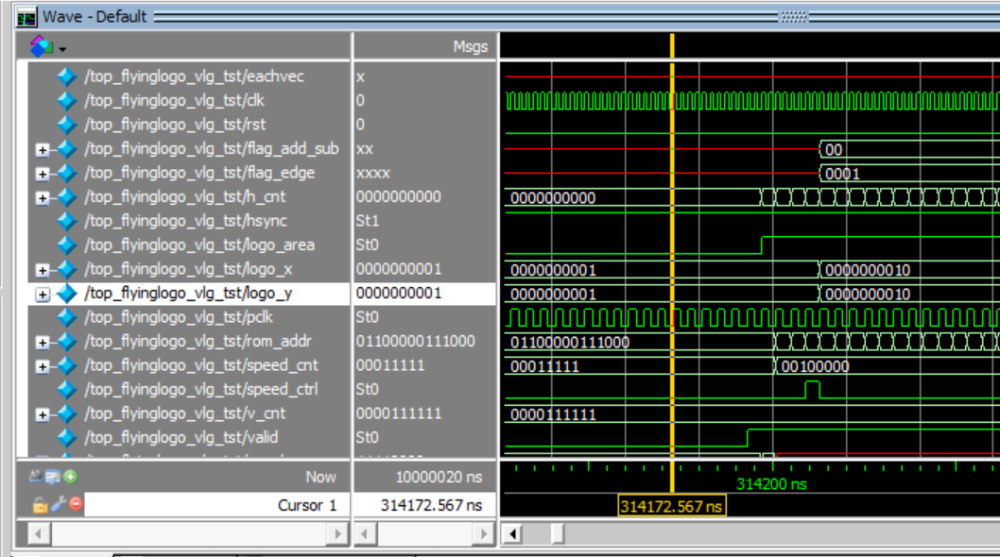 Wave - Default
Msgs
/top_flyinglogo_vlg_tst/eachvec x
/top_flyinglogo_vlg_tst/clk 0
/top_flyinglogo_vlg_tst/rst 0
/top_flyinglogo_vlg_tst/flag_add_sub xx 00
/top_flyinglogo_vlg_tst/flag_edge xxxx 0001
/top_flyinglogo_vlg_tst/h_cnt 0000000000 0000000000
/top_flyinglogo_vlg_tst/hsync St1
/top_flyinglogo_vlg_tst/logo_area St0
/top_flyinglogo_vlg_tst/logo_x 0000000001 0000000001 0000000010
/top_flyinglogo_vlg_tst/logo_y 0000000001 0000000001 0000000010
/top_flyinglogo_vlg_tst/pclk St0
/top_flyinglogo_vlg_tst/rom_addr 01100000111000 01100000111000
/top_flyinglogo_vlg_tst/speed_cnt 00011111 00011111 00100000
/top_flyinglogo_vlg_tst/speed_ctrl St0
/top_flyinglogo_vlg_tst/v_cnt 0000111111 0000111111
/top_flyinglogo_vlg_tst/valid St0
Now 10000020 ns 314200 ns
Cursor 1 314172.567 ns 314172.567 ns